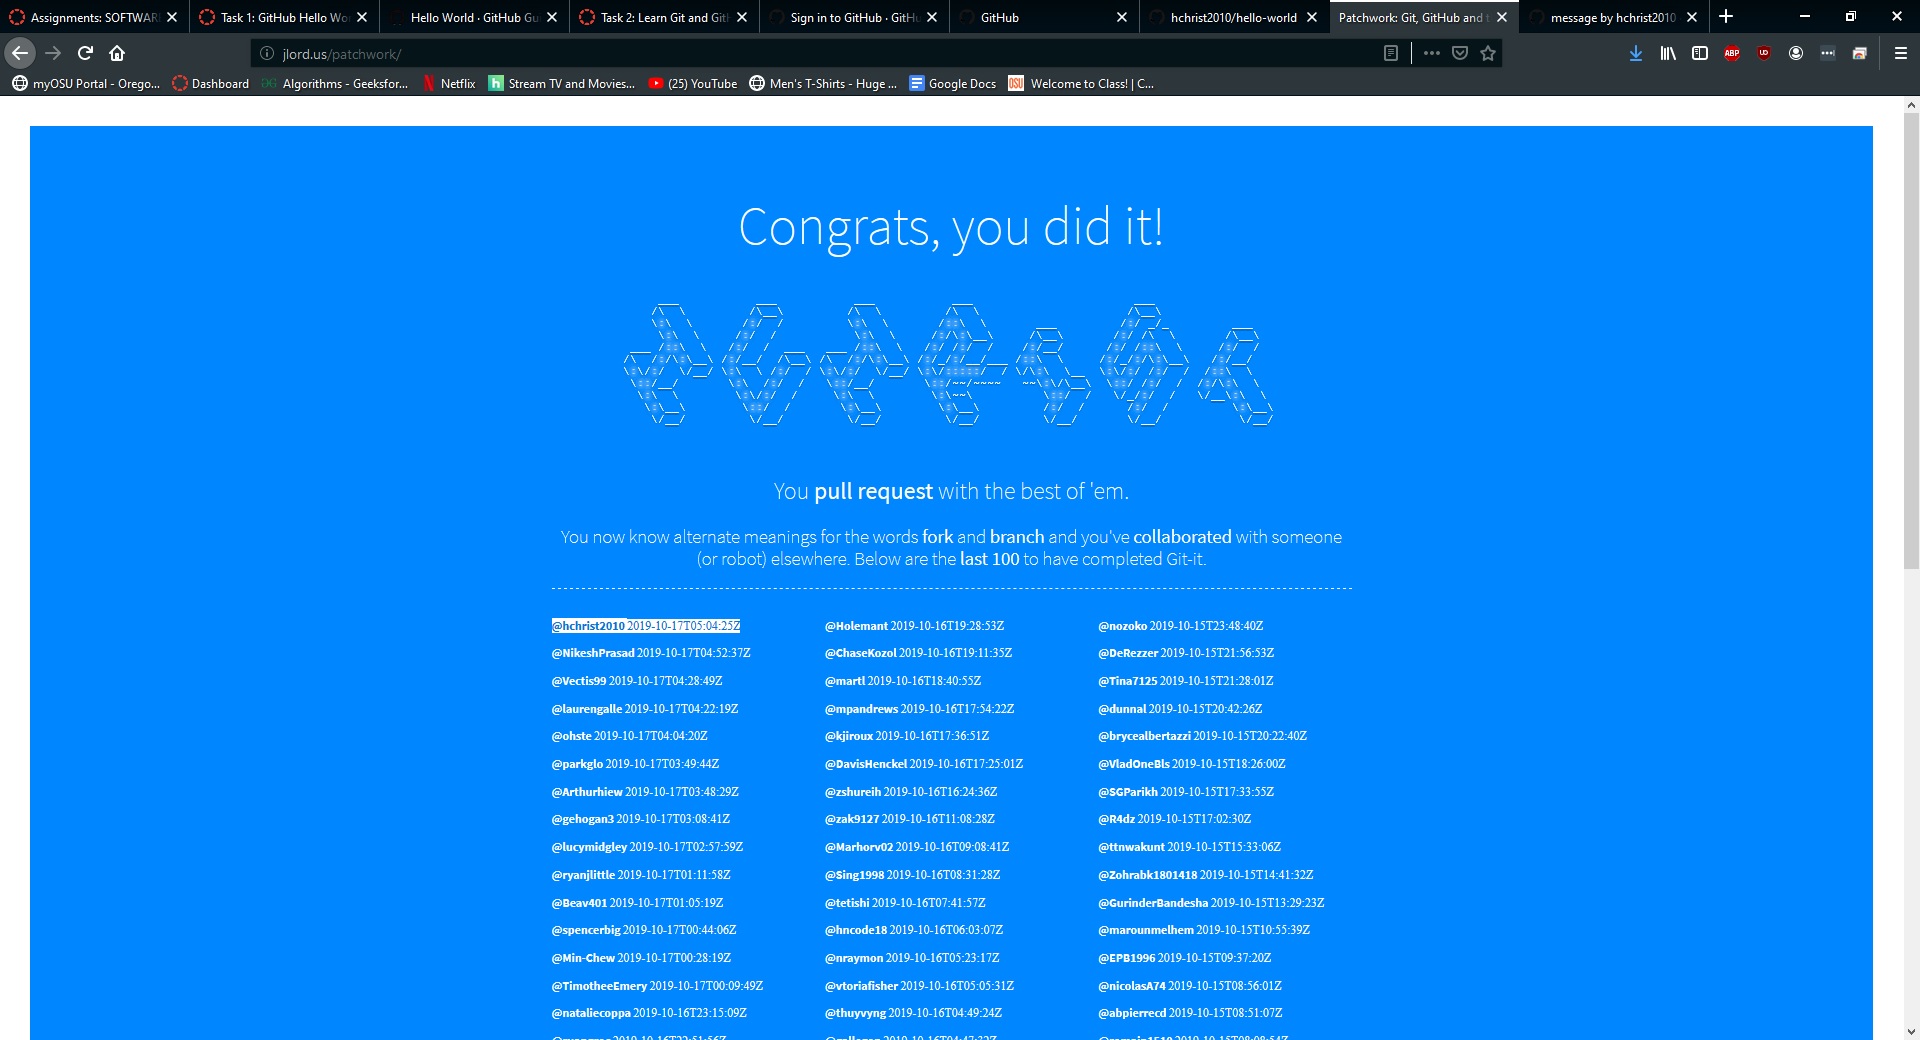 Assignments: SOFTWAR
Task 1: GitHub Hello Wo
Hello World · GitHub Gu
Task 2: Learn Git and Git
Sign in to GitHub · GitHu
GitHub
hchrist2010/hello-world
Patchwork: Git, GitHub and t
message by hchrist2010
jlord.us/patchwork/
ABP
myOSU Portal - Orego...
Dashboard
Algorithms - Geeksfor...
Netflix
Stream TV and Movies...
(25) YouTube
Men's T-Shirts - Huge ...
Google Docs
OSU
Welcome to Class! | C...
Congrats, you did it!
You pull request with the best of 'em.
You now know alternate meanings for the words fork and branch and you've collaborated with someone
(or robot) elsewhere. Below are the last 100 to have completed Git-it.
@hchrist2010 2019-10-17T05:04:25Z
@NikeshPrasad 2019-10-17T04:52:37Z
@Vectis99 2019-10-17T04:28:49Z
@laurengalle 2019-10-17T04:22:19Z
@ohste 2019-10-17T04:04:20Z
@parkglo 2019-10-17T03:49:44Z
@Arthurhiew 2019-10-17T03:48:29Z
@gehogan3 2019-10-17T03:08:41Z
@lucymidgley 2019-10-17T02:57:59Z
@ryanjlittle 2019-10-17T01:11:58Z
@Beav401 2019-10-17T01:05:19Z
@spencerbig 2019-10-17T00:44:06Z
@Min-Chew 2019-10-17T00:28:19Z
@TimotheeEmery 2019-10-17T00:09:49Z
@nataliecoppa 2019-10-16T23:15:09Z
@Holemant 2019-10-16T19:28:53Z
@ChaseKozol 2019-10-16T19:11:35Z
@martl 2019-10-16T18:40:55Z
@mpandrews 2019-10-16T17:54:22Z
@kjiroux 2019-10-16T17:36:51Z
@DavisHenckel 2019-10-16T17:25:01Z
@zshureih 2019-10-16T16:24:36Z
@zak9127 2019-10-16T11:08:28Z
@Marhorv02 2019-10-16T09:08:41Z
@Sing1998 2019-10-16T08:31:28Z
@tetishi 2019-10-16T07:41:57Z
@hncode18 2019-10-16T06:03:07Z
@nraymon 2019-10-16T05:23:17Z
@vtoriafisher 2019-10-16T05:05:31Z
@thuyvyng 2019-10-16T04:49:24Z
@nozoko 2019-10-15T23:48:40Z
@DeRezzer 2019-10-15T21:56:53Z
@Tina7125 2019-10-15T21:28:01Z
@dunnal 2019-10-15T20:42:26Z
@brycealbertazzi 2019-10-15T20:22:40Z
@VladOneBls 2019-10-15T18:26:00Z
@SGParikh 2019-10-15T17:33:55Z
@R4dz 2019-10-15T17:02:30Z
@ttnwakunt 2019-10-15T15:33:06Z
@Zohrabk1801418 2019-10-15T14:41:32Z
@GurinderBandesha 2019-10-15T13:29:23Z
@marounmelhem 2019-10-15T10:55:39Z
@EPB1996 2019-10-15T09:37:20Z
@nicolasA74 2019-10-15T08:56:01Z
@abpierrecd 2019-10-15T08:51:07Z